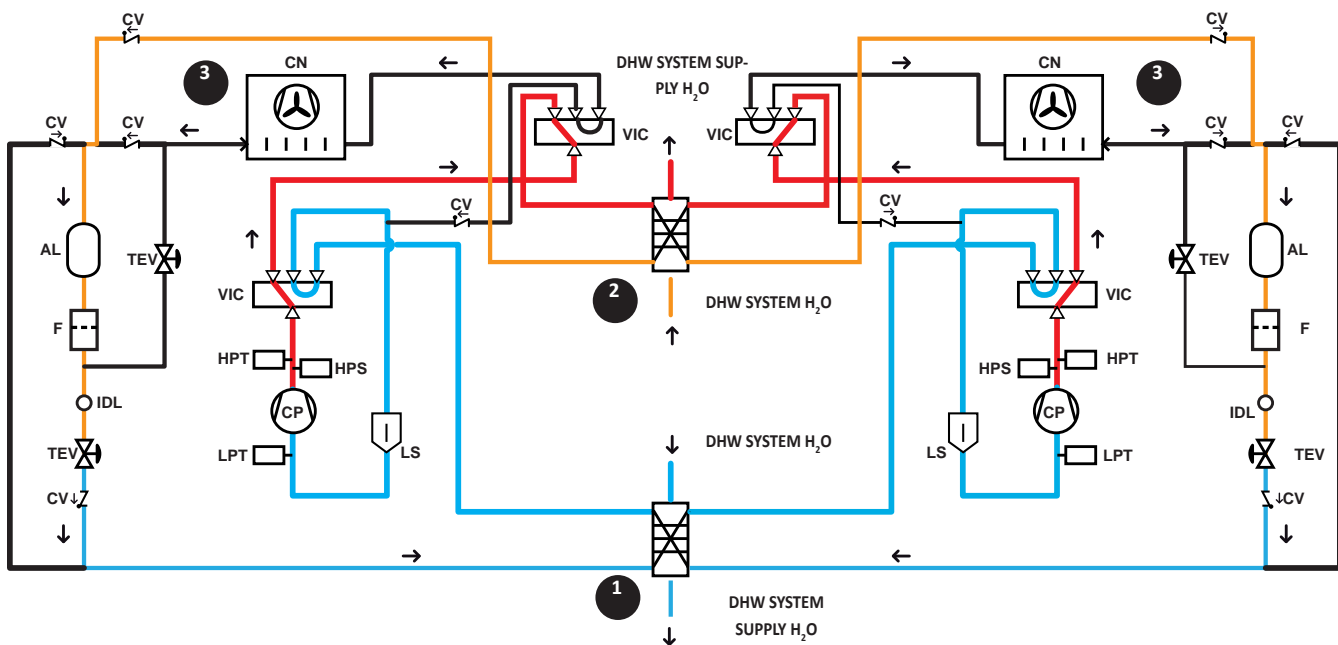 CV
CV
3
CN
DHW SYSTEM SUP-
PLY H₂O
CN
3
CV
CV
CV
CV
VIC
VIC
CV
CV
AL
TEV
TEV
AL
VIC
2
DHW SYSTEM H₂O
VIC
F
F
HPT
HPS
HPS
HPT
IDL
CP
CP
IDL
TEV
LPT
LS
DHW SYSTEM H₂O
LS
LPT
TEV
CV
CV
1
DHW SYSTEM
SUPPLY H₂O